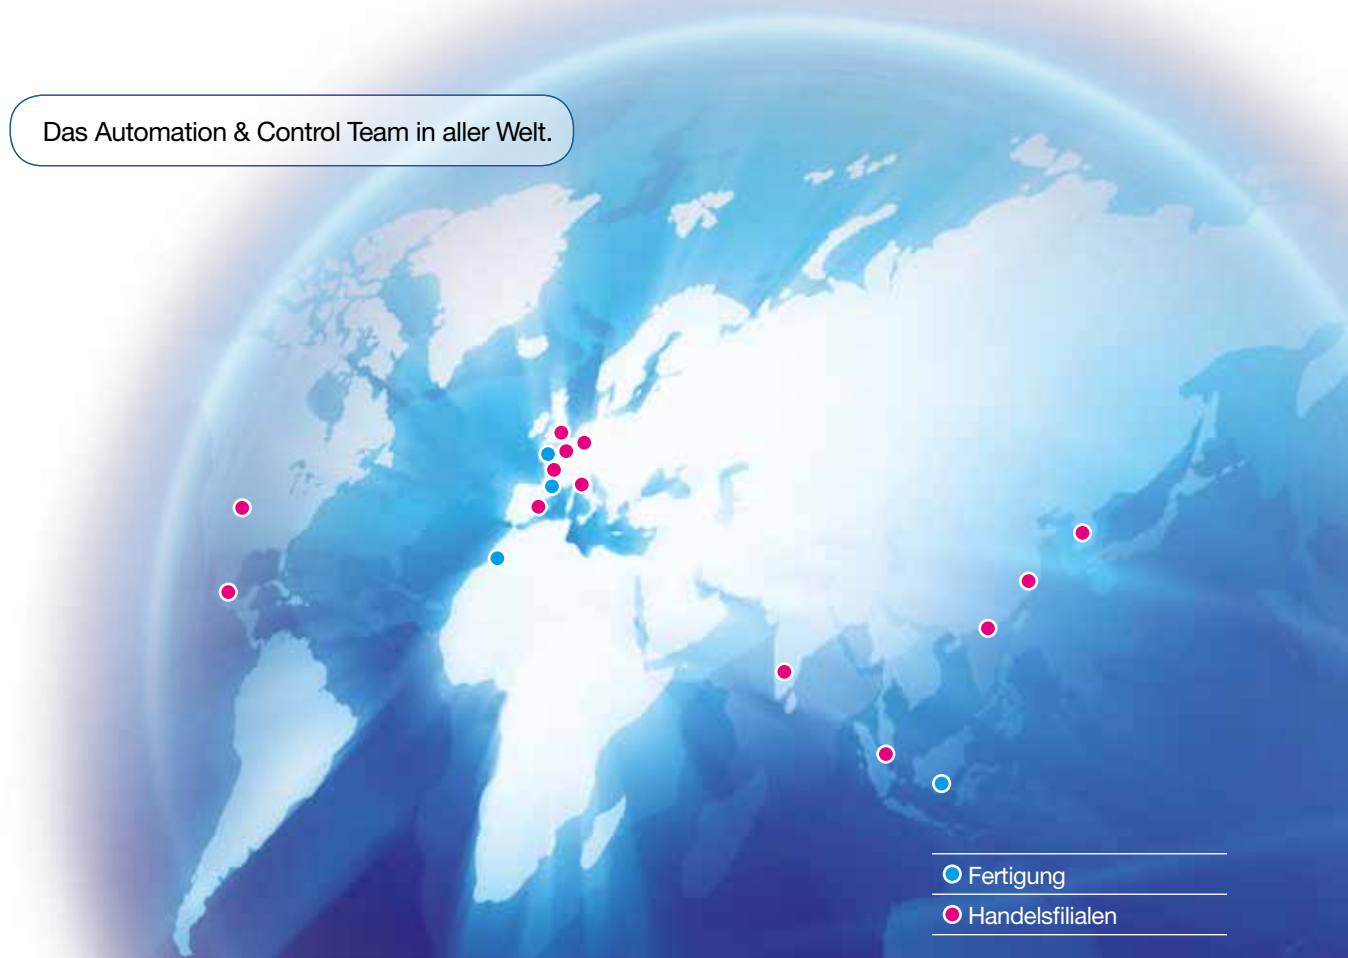 Das Automation & Control Team in aller Welt.
Fertigung
Handelsfilialen